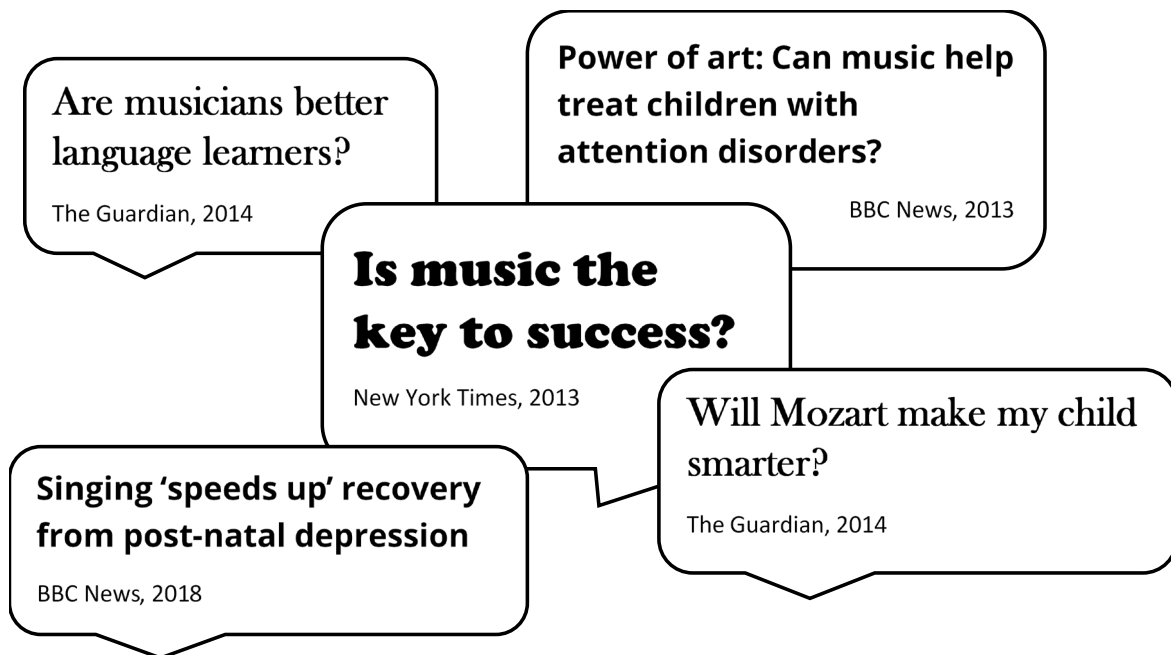 Are musicians better
language learners?
The Guardian, 2014
Power of art: Can music help
treat children with
attention disorders?
BBC News, 2013
Is music the
key to success?
New York Times, 2013
Will Mozart make my child
smarter?
The Guardian, 2014
Singing ‘speeds up’ recovery
from post-natal depression
BBC News, 2018